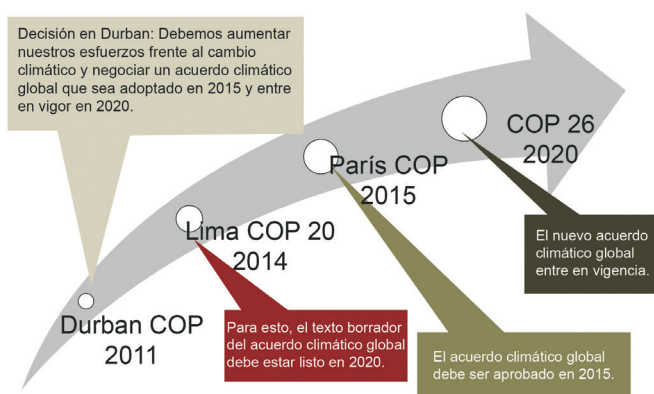 Decisión en Durban: Debemos aumentar
nuestros esfuerzos frente al cambio
climático y negociar un acuerdo climático
global que sea adoptado en 2015 y entre
en vigor en 2020.
Durban COP
2011
Lima COP 20
2014
Para esto, el texto borrador
del acuerdo climático global
debe estar listo en 2020.
París COP
2015
El acuerdo climático global
debe ser aprobado en 2015.
COP 26
2020
El nuevo acuerdo
climático global
entre en vigencia.